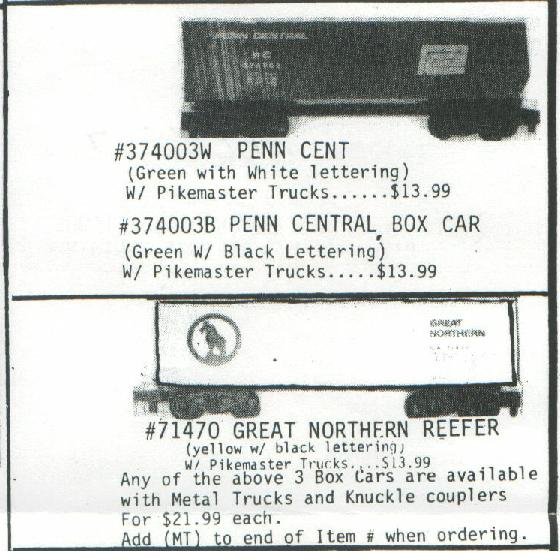 PENN CENTRAL
#374003W PENN CENT
(Green with White lettering)
W/ Pikemaster Trucks......$13.99
#374003B PENN CENTRAL BOX CAR
(Green W/ Black Lettering)
W/ Pikemaster Trucks.....$13.99
GREAT
NORTHERN
#71470 GREAT NORTHERN REEFER
(yellow w/ black lettering)
W/ Pikemaster Trucks....$13.99
Any of the above 3 Box Cars are available
with Metal Trucks and Knuckle couplers
For $21.99 each.
Add (MT) to end of Item # when ordering.